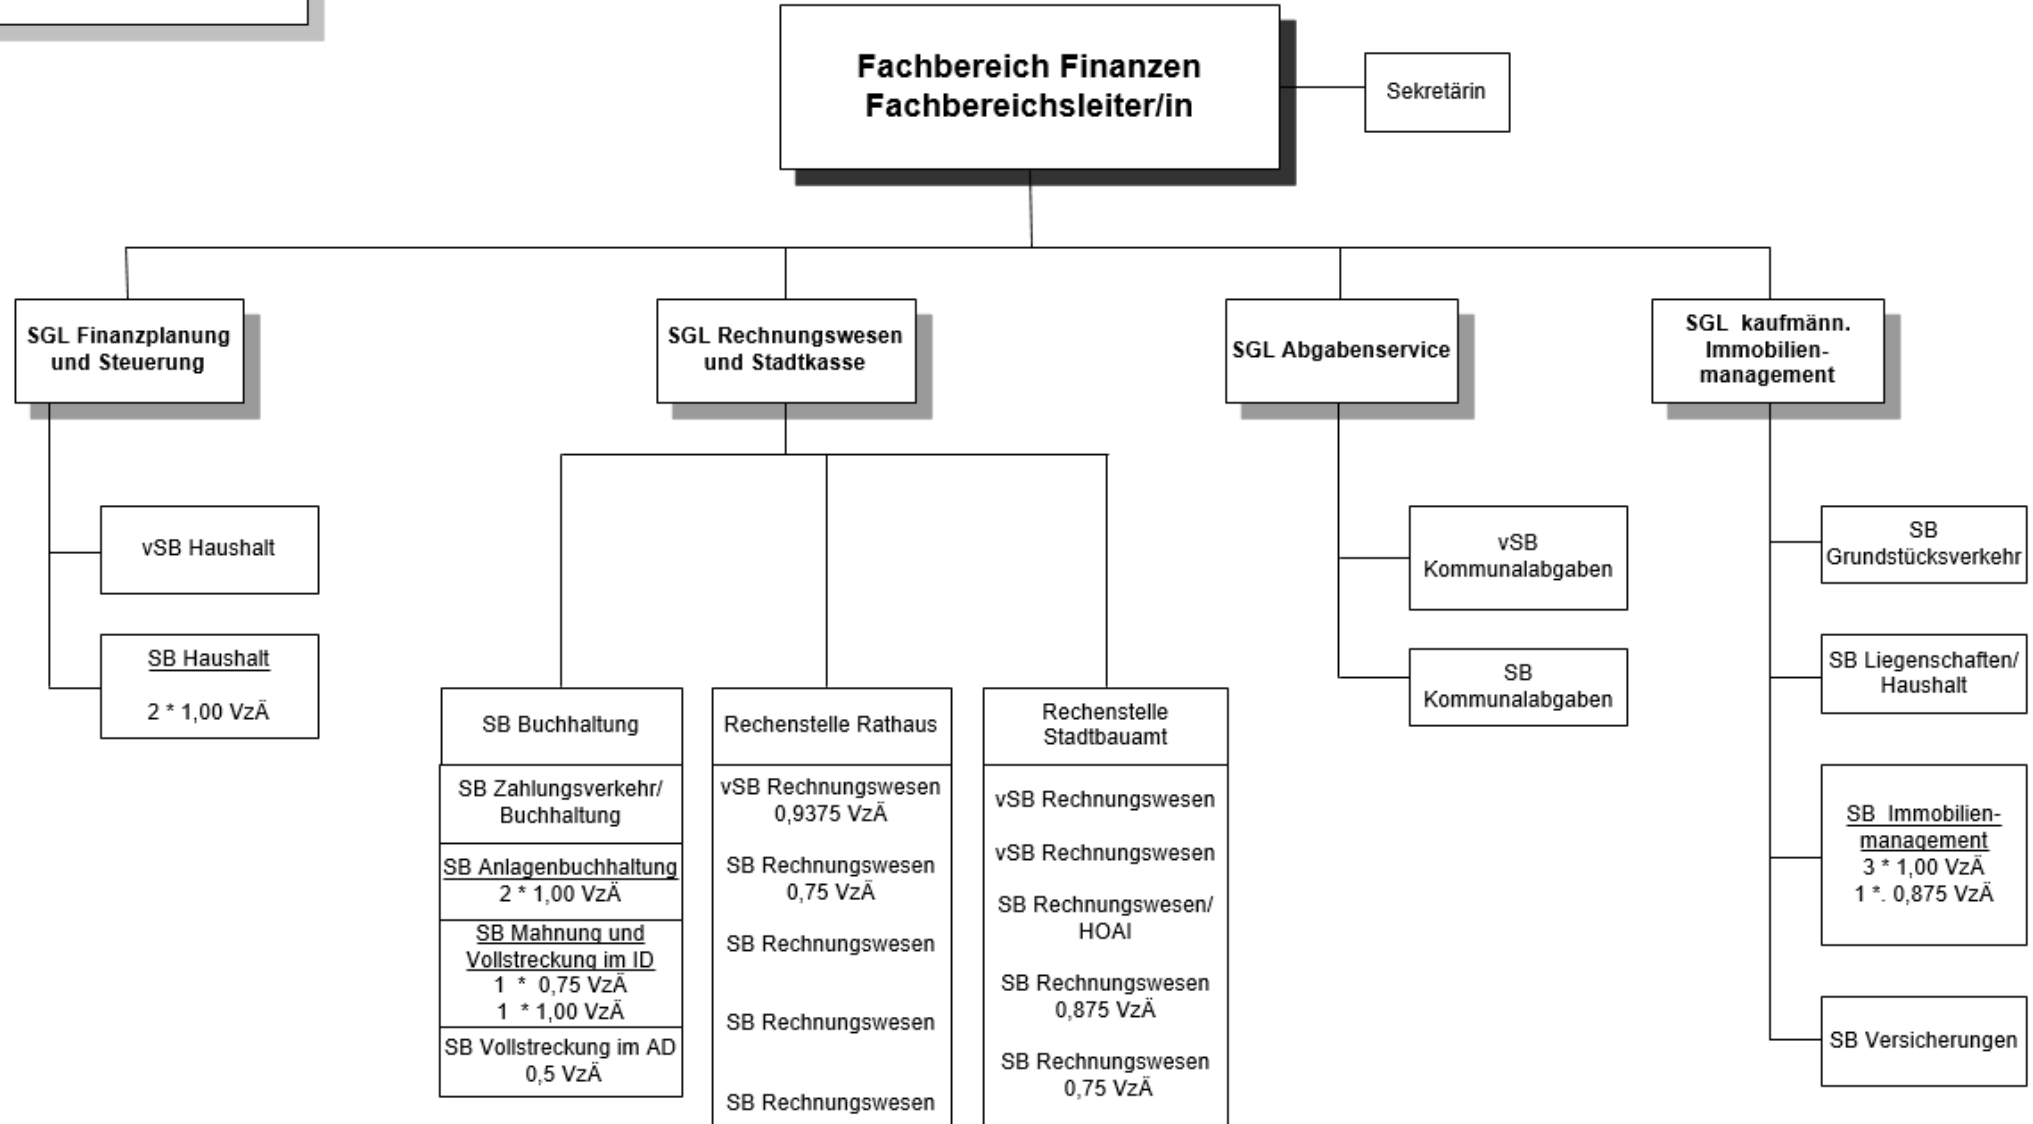 Fachbereich Finanzen
Fachbereichsleiter/in
Sekretärin
SGL Finanzplanung
und Steuerung
SGL Rechnungswesen
und Stadtkasse
SGL Abgabenservice
SGL kaufmänn.
Immobilien-
management
vSB Haushalt
SB Haushalt
2 * 1,00 VzÄ
SB Buchhaltung
SB Zahlungsverkehr/
Buchhaltung
SB Anlagenbuchhaltung
2 * 1,00 VzÄ
SB Mahnung und
Vollstreckung im ID
1 * 0,75 VzÄ
1 * 1,00 VzÄ
SB Vollstreckung im AD
0,5 VzÄ
Rechenstelle Rathaus
vSB Rechnungswesen
0,9375 VzÄ
SB Rechnungswesen
0,75 VzÄ
SB Rechnungswesen
SB Rechnungswesen
SB Rechnungswesen
Rechenstelle
Stadtbauamt
vSB Rechnungswesen
vSB Rechnungswesen
SB Rechnungswesen/
HOAI
SB Rechnungswesen
0,875 VzÄ
SB Rechnungswesen
0,75 VzÄ
vSB
Kommunalabgaben
SB
Kommunalabgaben
SB
Grundstücksverkehr
SB Liegenschaften/
Haushalt
SB Immobilien-
management
3 * 1,00 VzÄ
1 *. 0,875 VzÄ
SB Versicherungen